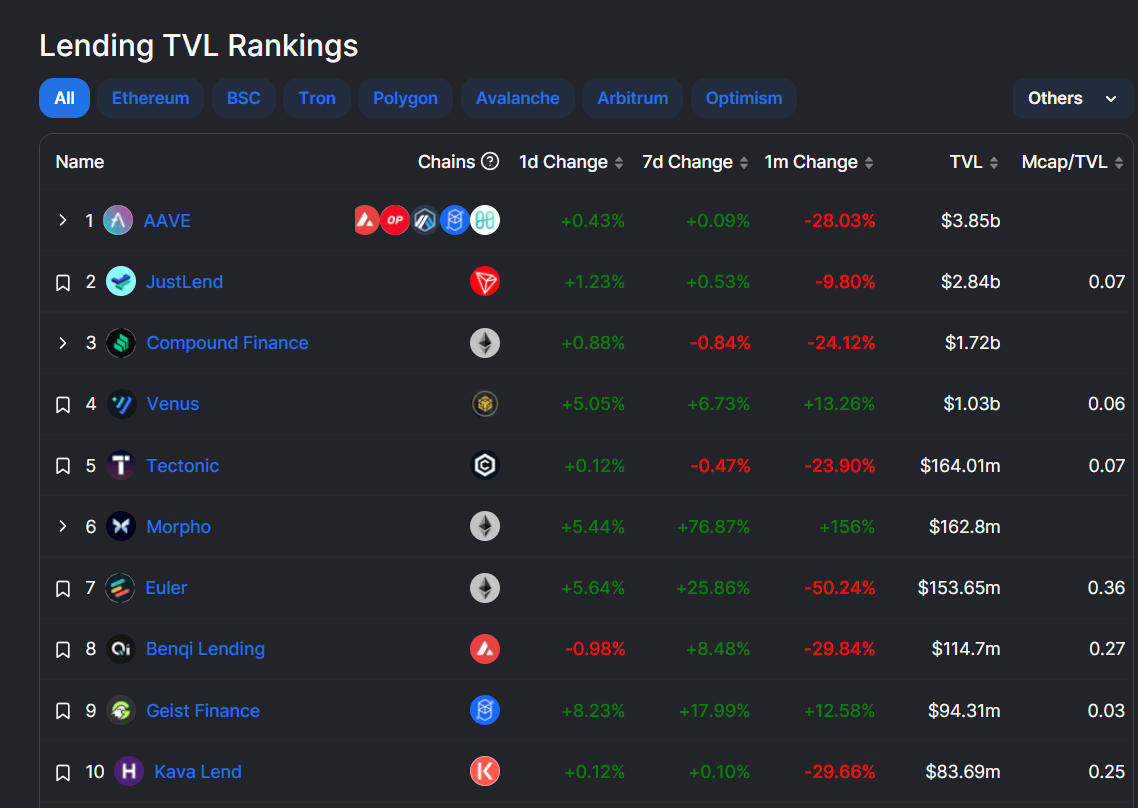 Lending TVL Rankings
All Ethereum BSC Tron Polygon Avalanche Arbitrum Optimism Others
Name Chains ? 1d Change 7d Change 1m Change TVL Mcap/TVL
1 AAVE OP +0.43% +0.09% -28.03% $3.85b
2 JustLend +1.23% +0.53% -9.80% $2.84b 0.07
3 Compound Finance +0.88% -0.84% -24.12% $1.72b
4 Venus +5.05% +6.73% +13.26% $1.03b 0.06
5 T Tectonic +0.12% -0.47% -23.90% $164.01m 0.07
6 Morpho +5.44% +76.87% +156% $162.8m
7 Euler +5.64% +25.86% -50.24% $153.65m 0.36
8 Qi Benqi Lending -0.98% +8.48% -29.84% $114.7m 0.27
9 Geist Finance +8.23% +17.99% +12.58% $94.31m 0.03
10 H Kava Lend K +0.12% +0.10% -29.66% $83.69m 0.25